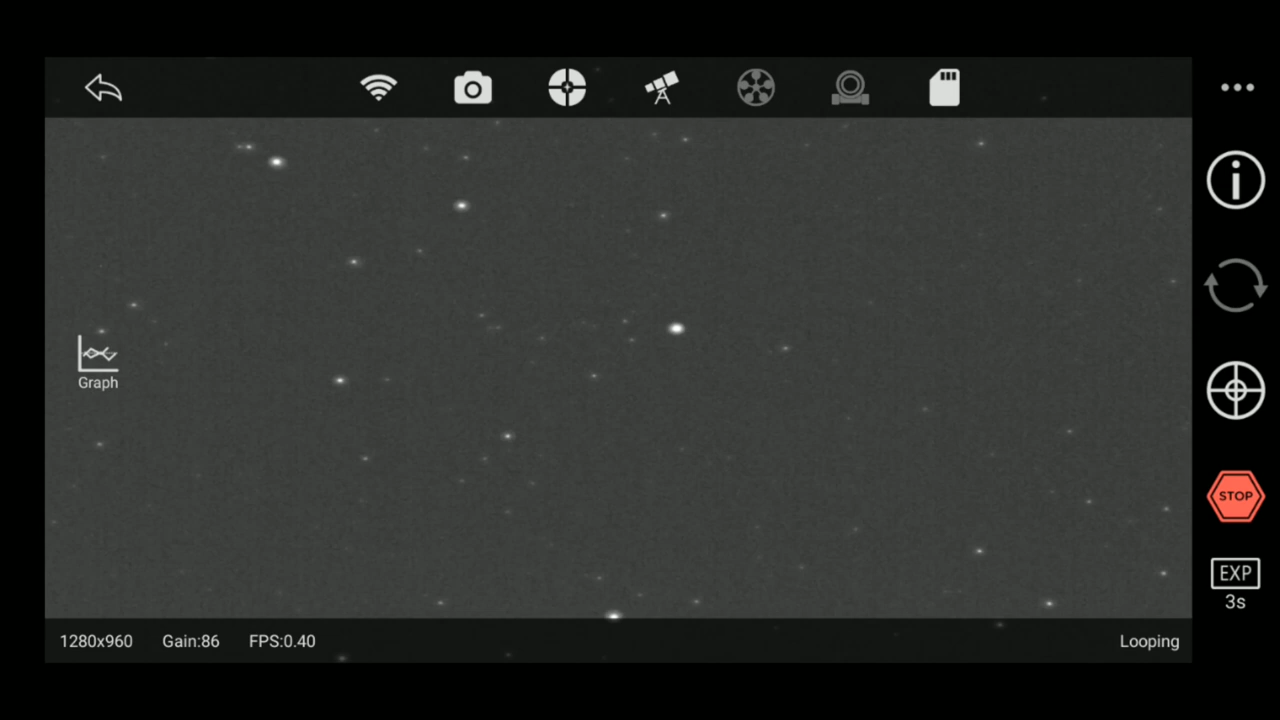 Graph
STOP
EXP
3s
1280x960 Gain:86 FPS:0.40 Looping